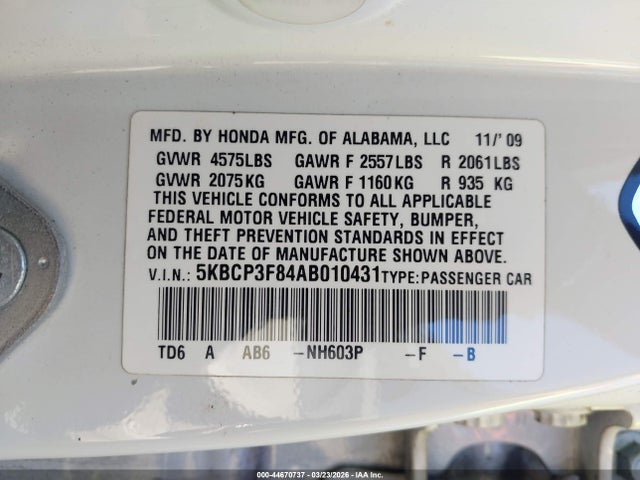 MFD. BY HONDA MFG. OF ALABAMA, LLC 11/'09
GVWR 4575LBS GAWR F 2557LBS R 2061LBS
GVWR 2075KG GAWR F 1160KG R 935 KG
THIS VEHICLE CONFORMS TO ALL APPLICABLE
FEDERAL MOTOR VEHICLE SAFETY, BUMPER,
AND THEFT PREVENTION STANDARDS IN EFFECT
ON THE DATE OF MANUFACTURE SHOWN ABOVE.
V.I.N.: 5KBCP3F84AB010431 TYPE:PASSENGER CAR
TD6 A AB6 -NH603P -F -B
000-44670737 - 03/23/2026 - IAA Inc.